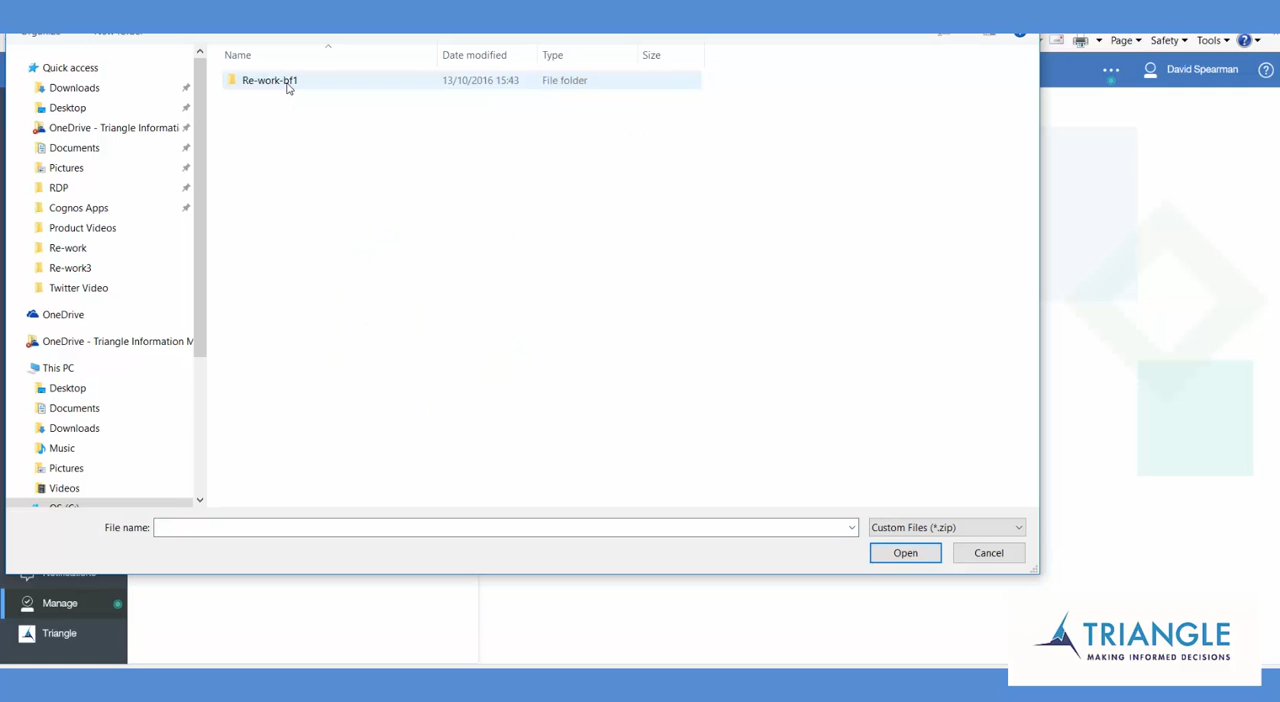 Name
Date modified
Type
Size
Page
Safety
Tools
Quick access
Re-work-bf1
13/10/2016 15:43
File folder
David Spearman
Downloads
Desktop
OneDrive - Triangle Informati
Documents
Pictures
RDP
Cognos Apps
Product Videos
Re-work
Re-work3
Twitter Video
OneDrive
OneDrive - Triangle Information M
This PC
Desktop
Documents
Downloads
Music
Pictures
Videos
File name:
Custom Files (*.zip)
Open
Cancel
Manage
Triangle
TRIANGLE
MAKING INFORMED DECISIONS